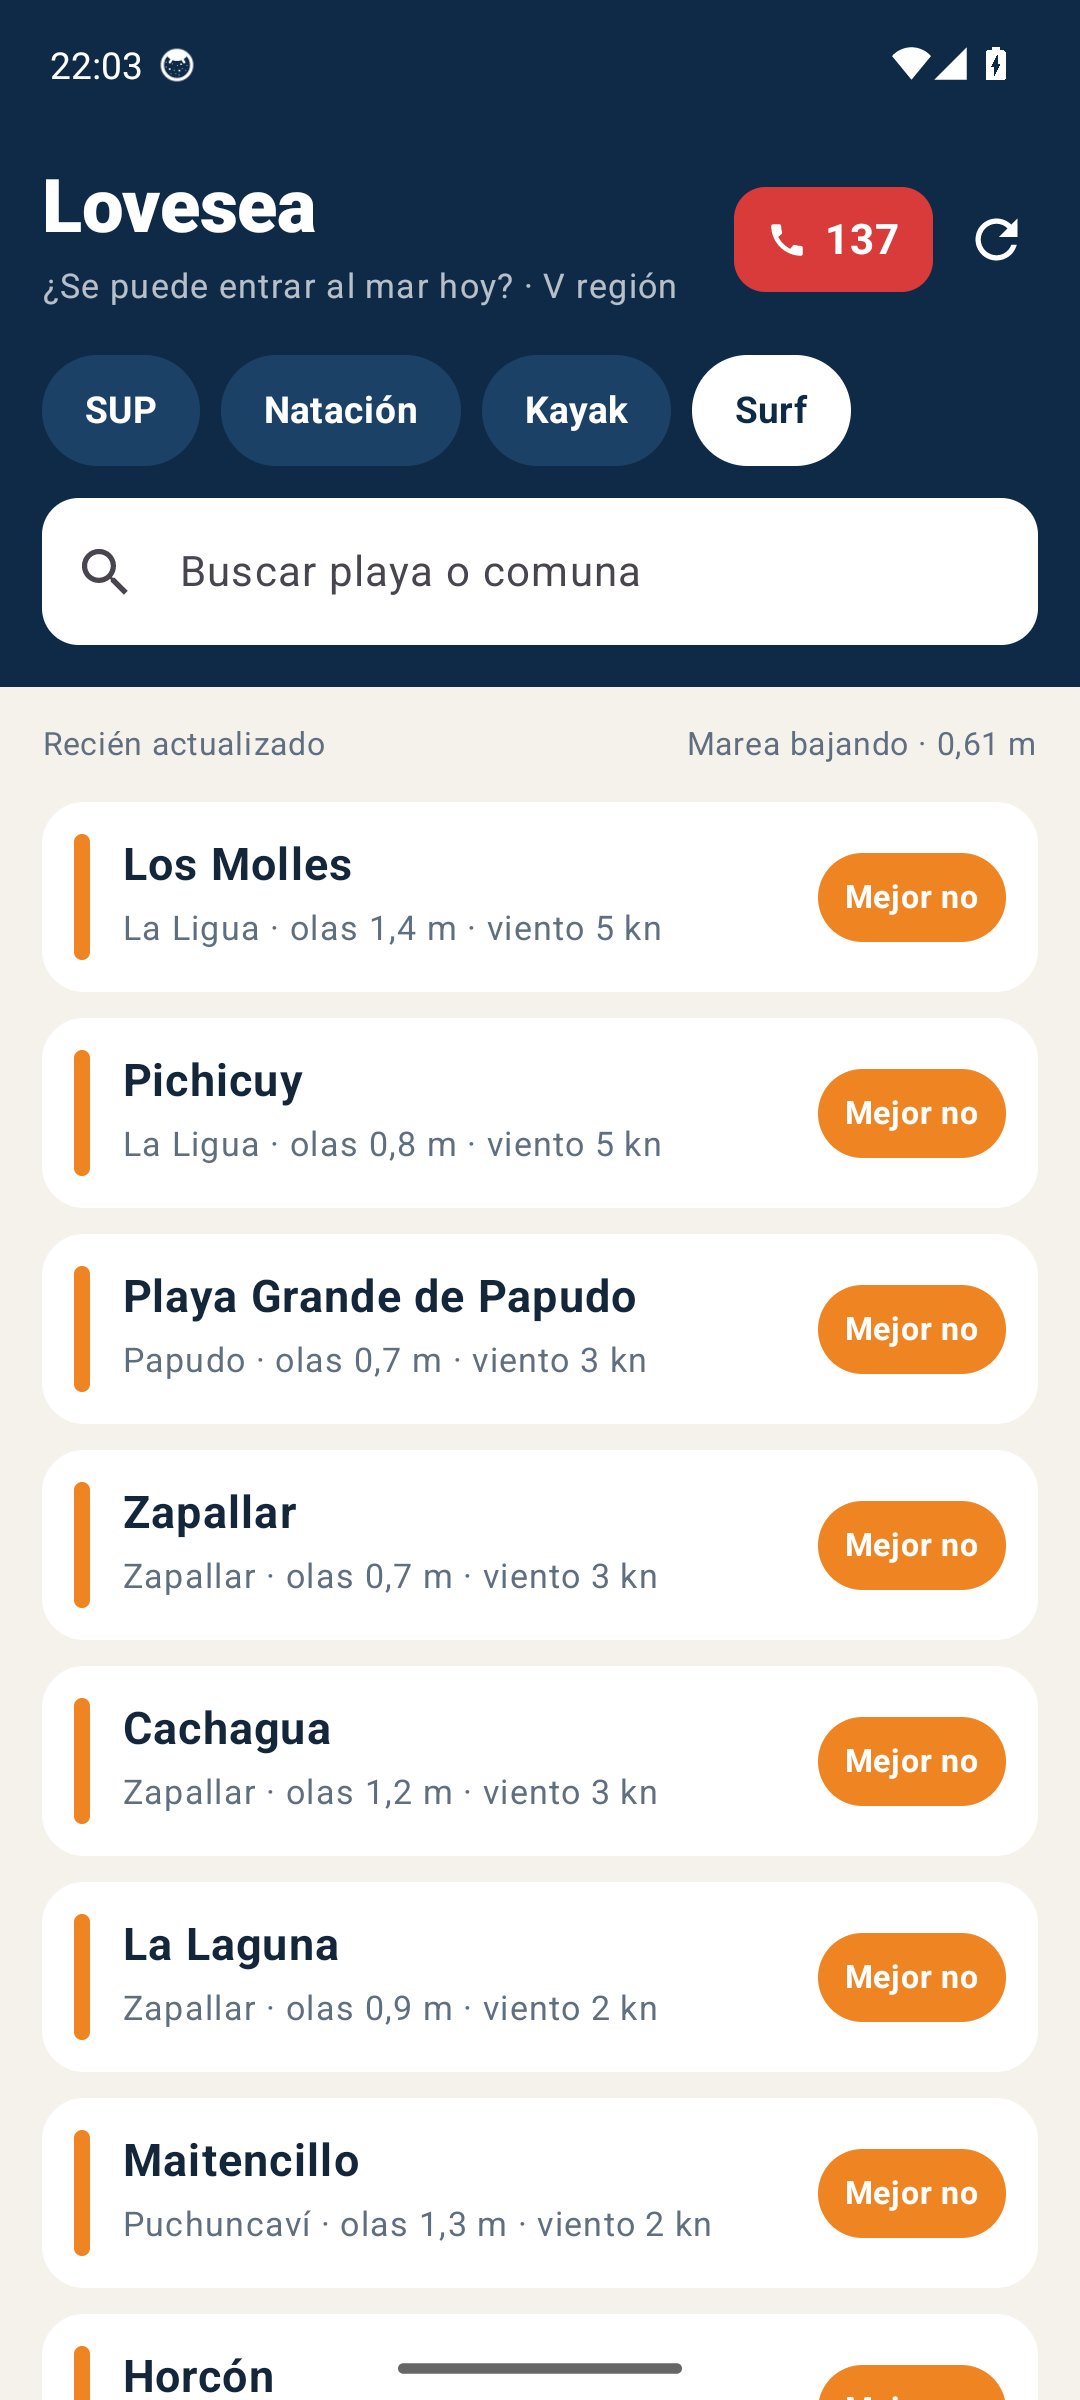 22:03
Lovesea
137
¿Se puede entrar al mar hoy? · V región
SUP
Natación
Kayak
Surf
Buscar playa o comuna
Recién actualizado
Marea bajando · 0,61 m
Los Molles
La Ligua · olas 1,4 m · viento 5 kn
Mejor no
Pichicuy
La Ligua · olas 0,8 m · viento 5 kn
Mejor no
Playa Grande de Papudo
Papudo · olas 0,7 m · viento 3 kn
Mejor no
Zapallar
Zapallar · olas 0,7 m · viento 3 kn
Mejor no
Cachagua
Zapallar · olas 1,2 m · viento 3 kn
Mejor no
La Laguna
Zapallar · olas 0,9 m · viento 2 kn
Mejor no
Maitencillo
Puchuncaví · olas 1,3 m · viento 2 kn
Mejor no
Horcón